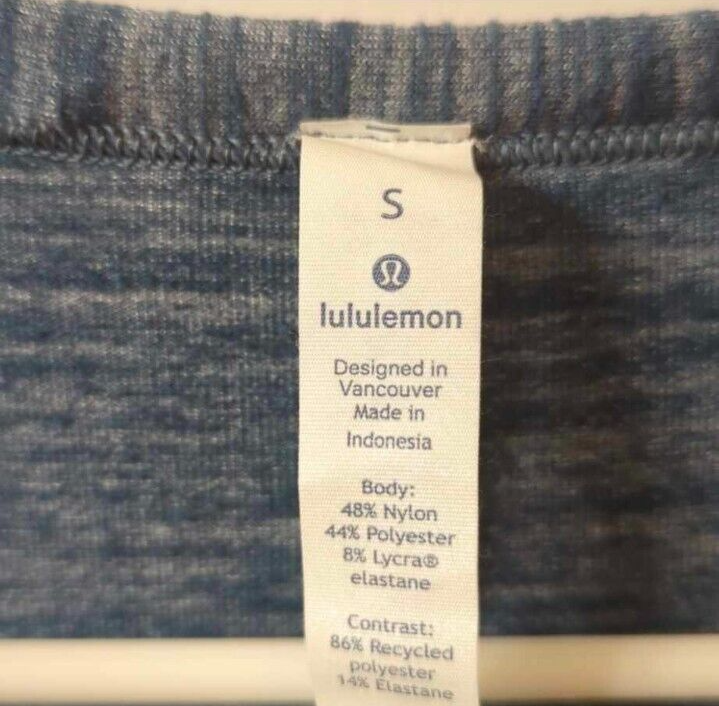 S
lululemon
Designed in
Vancouver
Made in
Indonesia
Body:
48% Nylon
44% Polyester
8% Lycra®
elastane
Contrast:
86% Recycled
polyester
14% Elastane